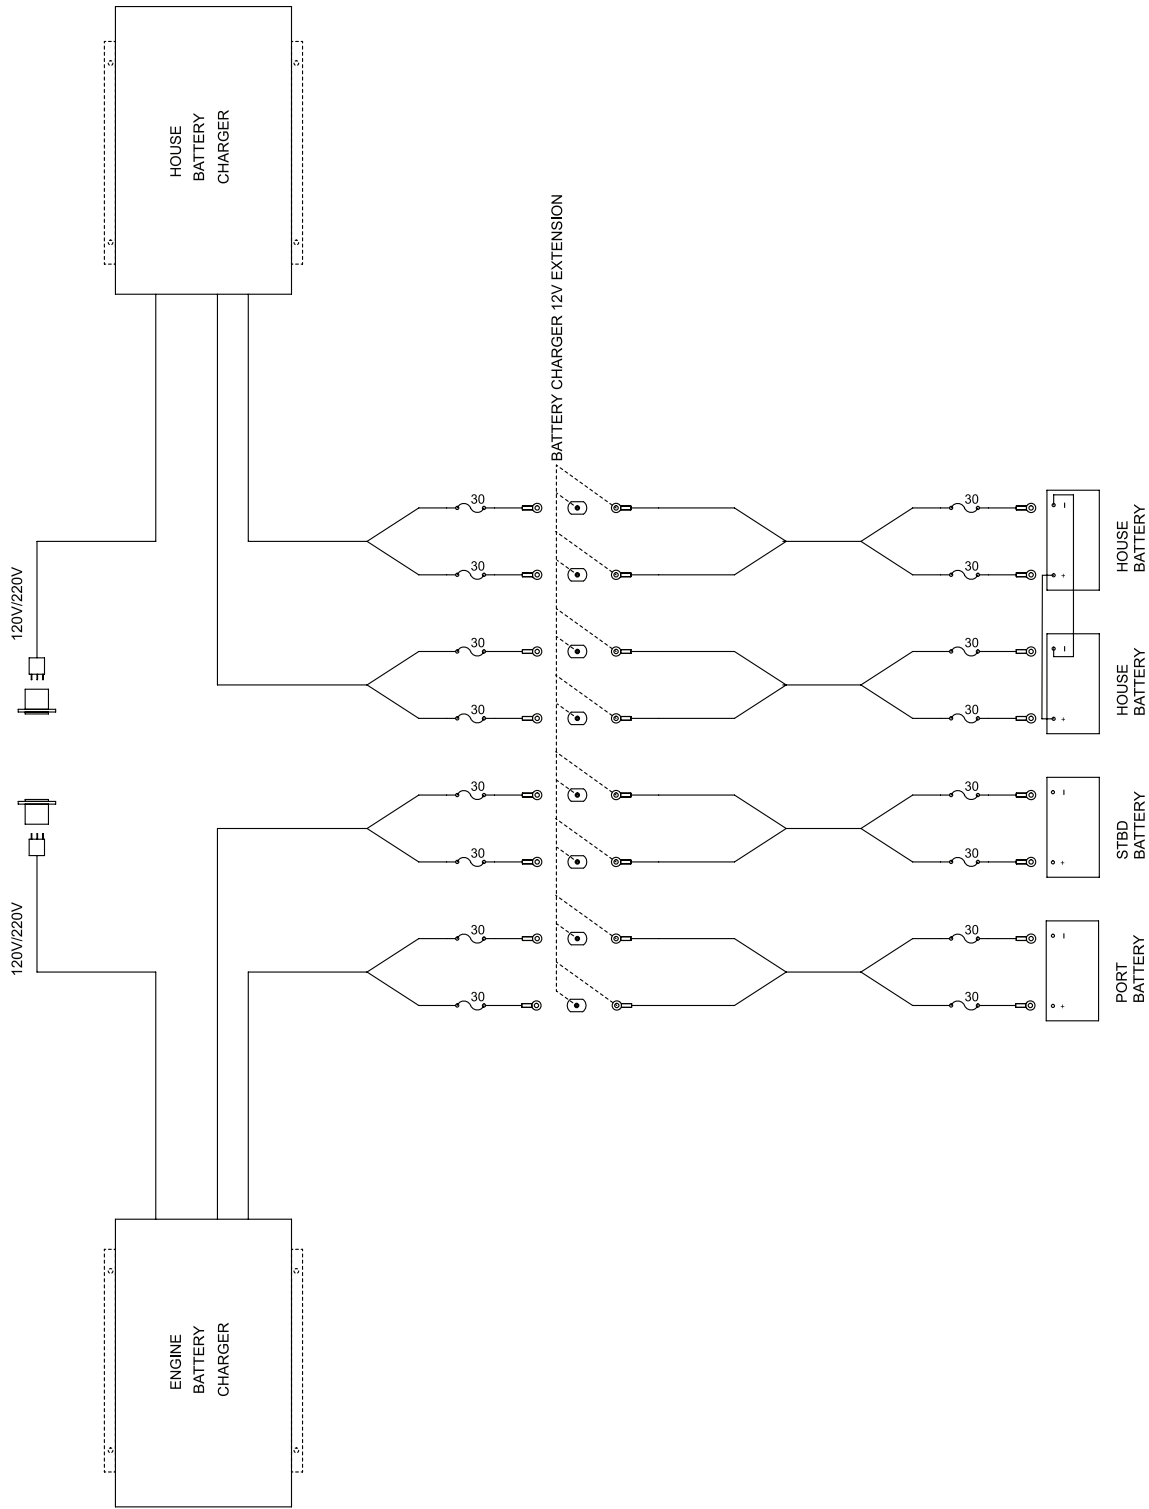 HOUSE
BATTERY
CHARGER
BATTERY CHARGER 12V EXTENSION
120V/220V
30
30
30
30
30
30
30
30
120V/220V
30
30
30
30
30
30
30
30
- +
HOUSE
BATTERY
- +
HOUSE
BATTERY
- +
STBD
BATTERY
- +
PORT
BATTERY
ENGINE
BATTERY
CHARGER